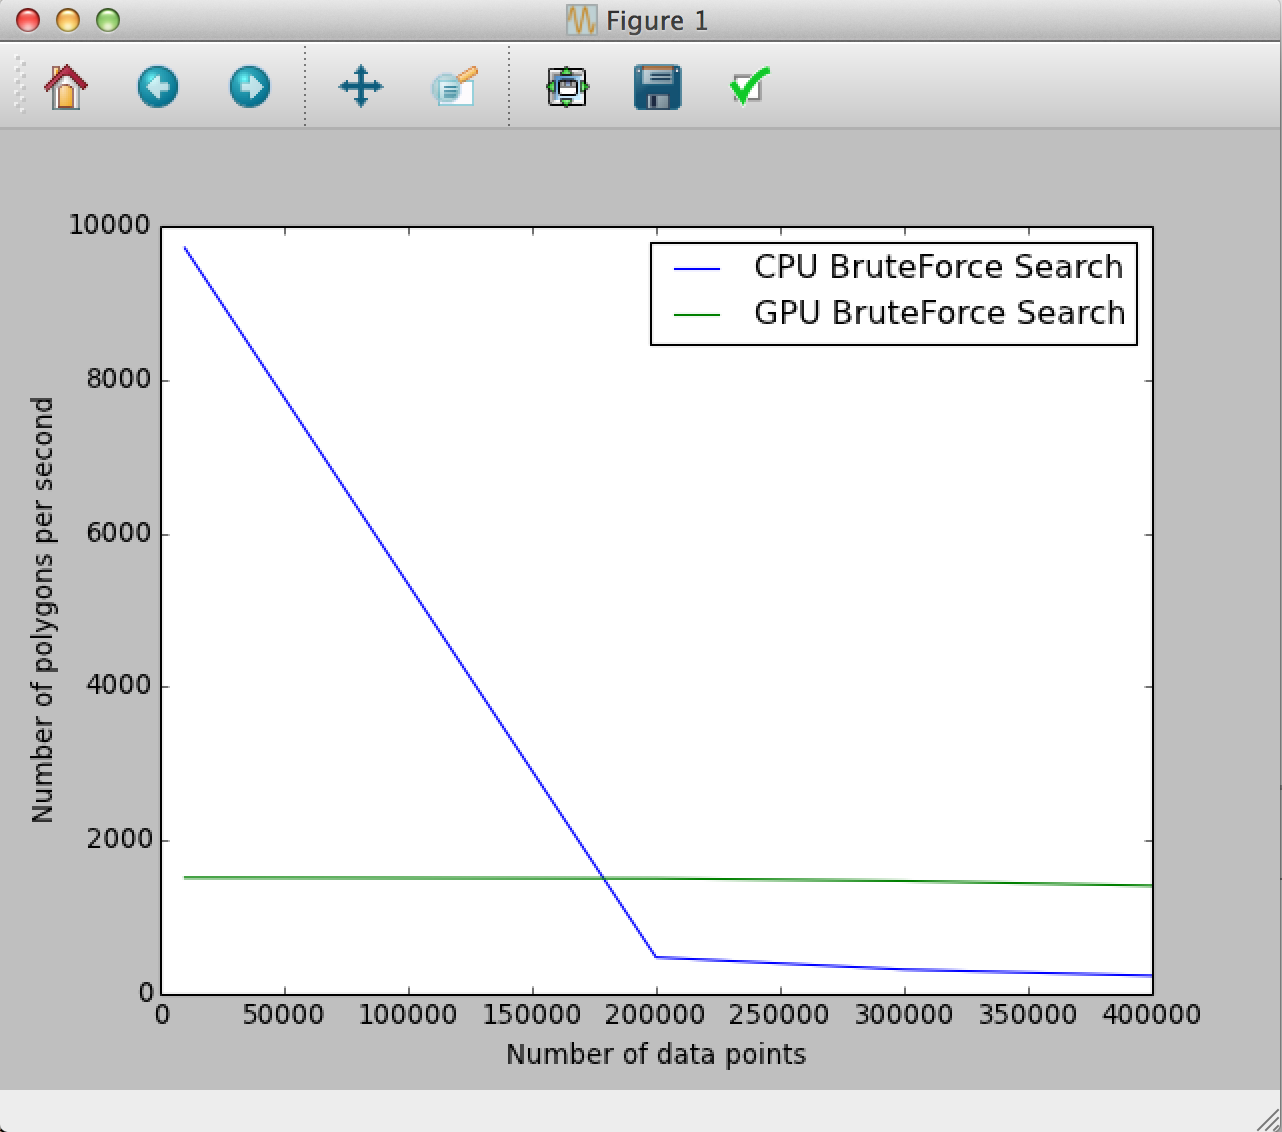 Figure 1
10000
CPU BruteForce Search
GPU BruteForce Search
8000
6000
4000
2000
0
Number of polygons per second
0 50000 100000 150000 200000 250000 300000 350000 400000
Number of data points